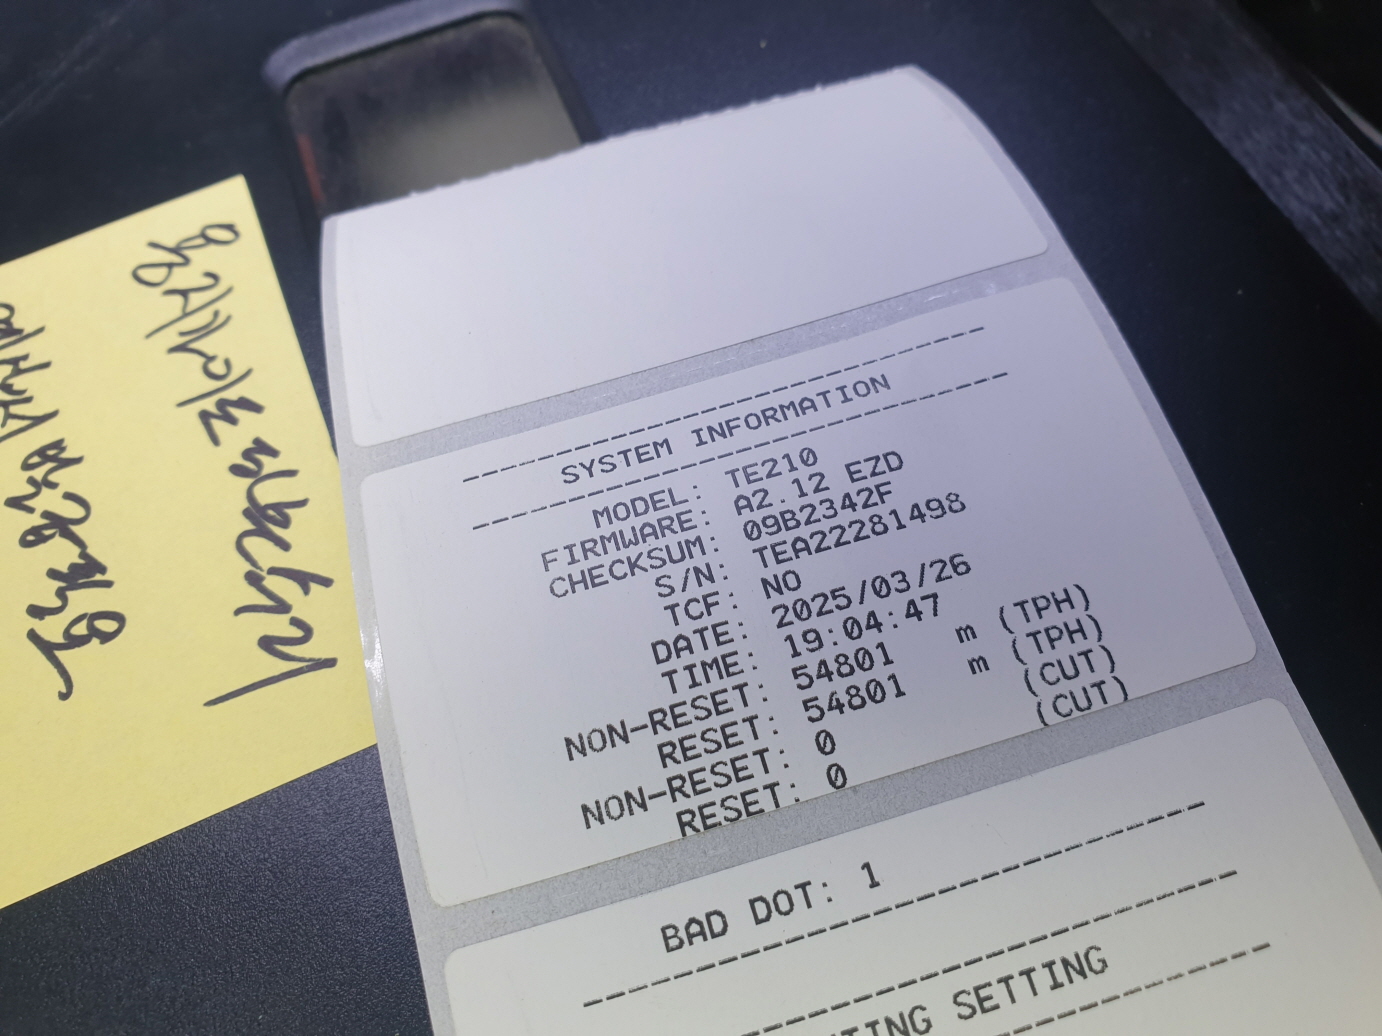 SYSTEM INFORMATION
MODEL: TE210
FIRMWARE: A2.12 EZD
CHECKSUM: 09B2342F
S/N: TEA22281498
TCF: NO
DATE: 2025/03/26
TIME: 19:04:47
NON-RESET: 54801 m (TPH)
RESET: 54801 m (TPH)
NON-RESET: 0 (CUT)
RESET: 0 (CUT)
BAD DOT: 1
SETTING